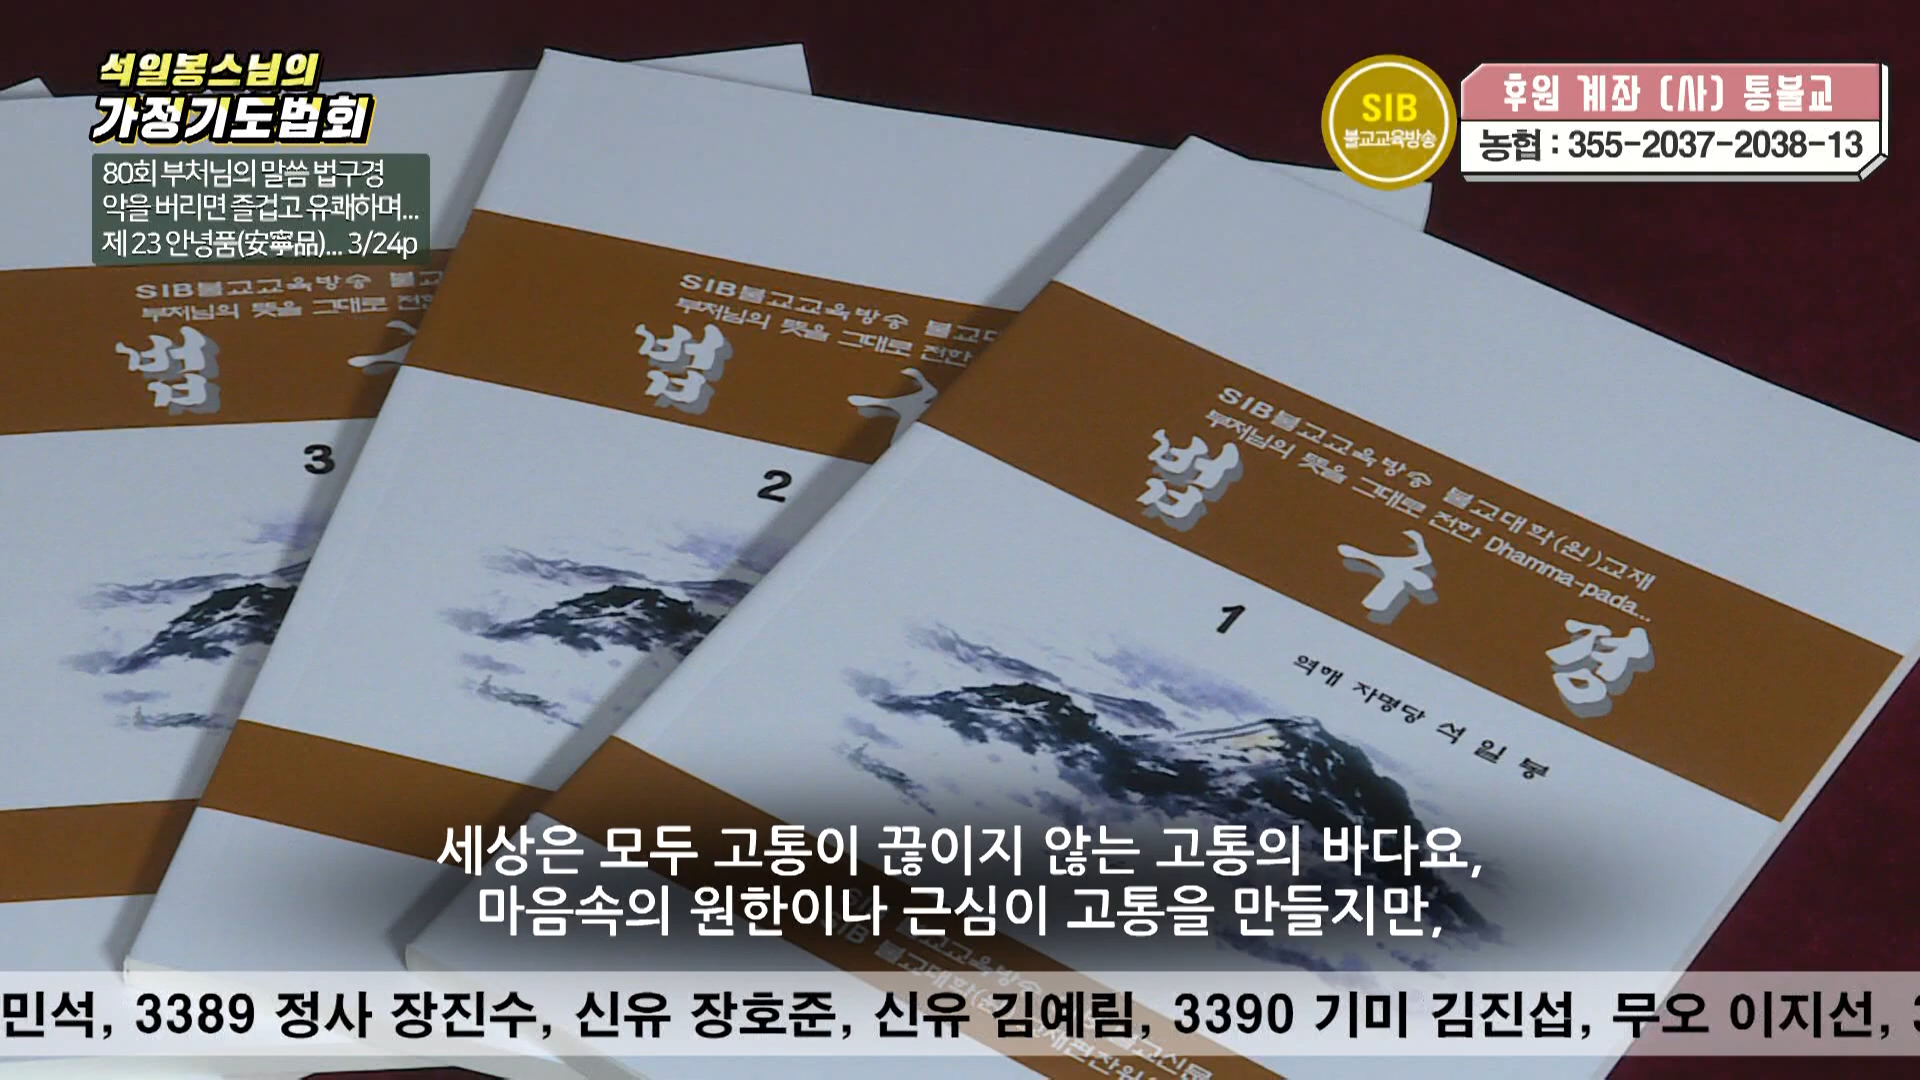 석일봉스님의
가정기도법회
80회 부처님의 말씀 법구경
악을 버리면 즐겁고 유쾌하며...
제 23 안녕품(安寧品)... 3/24p
SIB
불교교육방송
후원 계좌 (사) 통불교
농협 : 355-2037-2038-13
SIB불교교육방송 불교
부처님의 뜻을 그대로 전한
법
3
SIB불교교육방송 불교대
부처님의 뜻을 그대로 전한
법
2
SIB불교교육방송 불교대학(원)교재
부처님의 뜻을 그대로 전한 Dhamma-pada...
법 구 경
1
역해 자명당 석 일 봉
세상은 모두 고통이 끊이지 않는 고통의 바다요,
마음속의 원한이나 근심이 고통을 만들지만,
민석, 3389 정사 장진수, 신유 장호준, 신유 김예림, 3390 기미 김진섭, 무오 이지선,